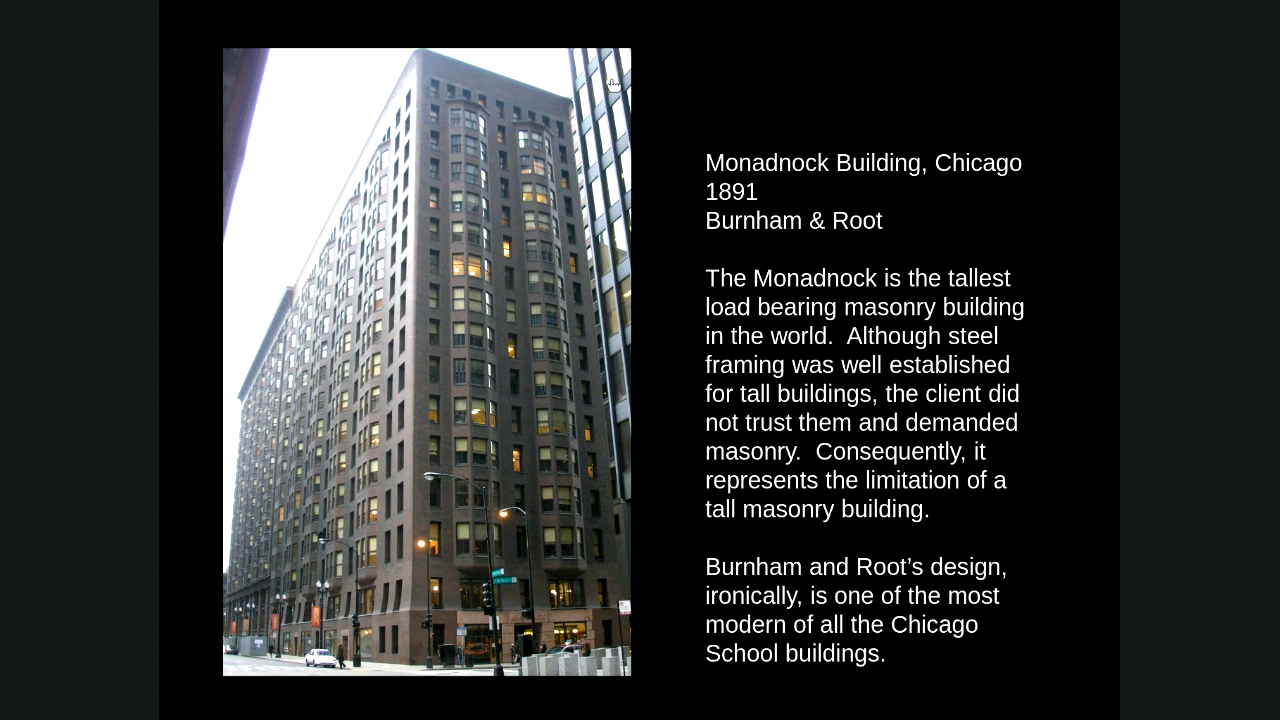 Monadnock Building, Chicago
1891
Burnham & Root
The Monadnock is the tallest
load bearing masonry building
in the world.  Although steel
framing was well established
for tall buildings, the client did
not trust them and demanded
masonry.  Consequently, it
represents the limitation of a
tall masonry building.
Burnham and Root’s design,
ironically, is one of the most
modern of all the Chicago
School buildings.